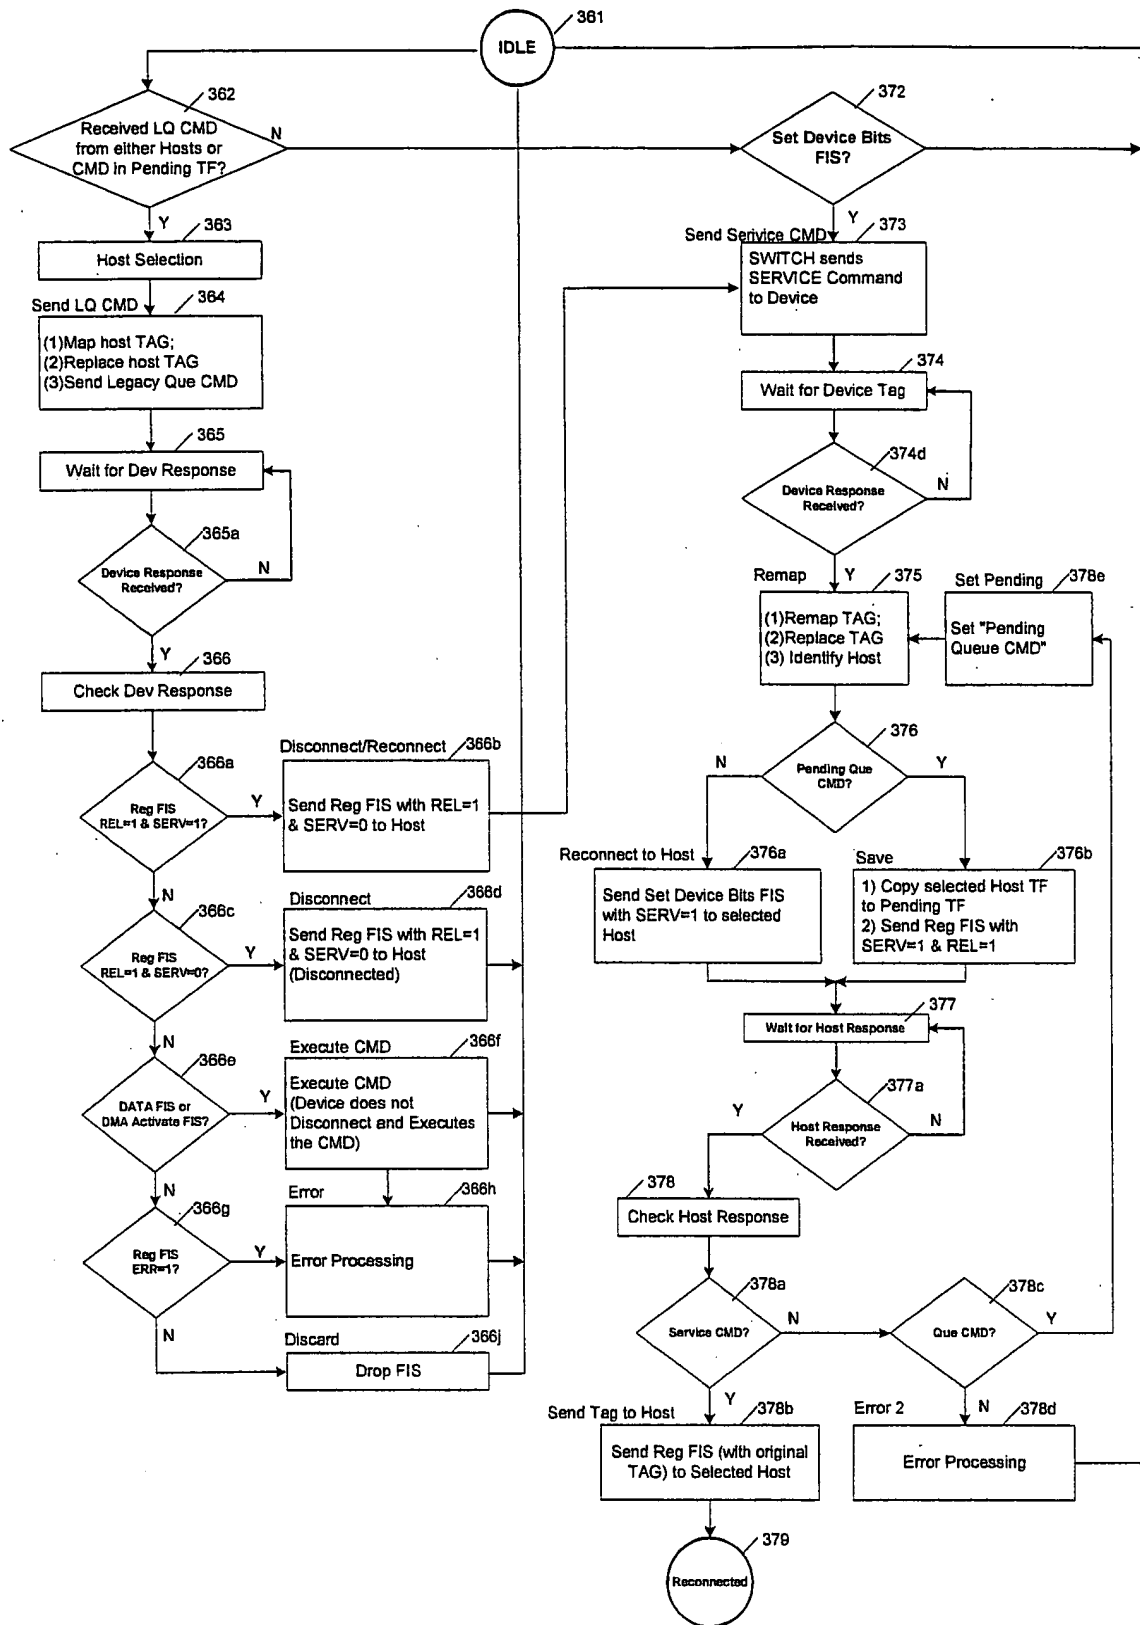 361
IDLE
362
Received LQ CMD
from either Hosts or
CMD in Pending TF?
N
Y
363
Host Selection
Send LQ CMD
364
(1)Map host TAG;
(2)Replace host TAG
(3)Send Legacy Que CMD
365
Wait for Dev Response
365a
Device Response
Received?
N
Y
366
Check Dev Response
366a
Reg FIS
REL=1 & SERV=1?
Y
N
Disconnect/Reconnect
366b
Send Reg FIS with REL=1
& SERV=0 to Host
366c
Reg FIS
REL=1 & SERV=0?
Y
N
Disconnect
366d
Send Reg FIS with REL=1
& SERV=0 to Host
(Disconnected)
366e
DATA FIS or
DMA Activate FIS?
Y
N
Execute CMD
366f
Execute CMD
(Device does not
Disconnect and Executes
the CMD)
366g
Reg FIS
ERR=1?
Y
N
Error
366h
Error Processing
Discard
366j
Drop FIS
372
Set Device Bits
FIS?
Y
Send Serivice CMD
373
SWITCH sends
SERVICE Command
to Device
374
Wait for Device Tag
374d
Device Response
Received?
N
Y
Remap
375
(1)Remap TAG;
(2)Replace TAG
(3) Identify Host
Set Pending
378e
Set "Pending
Queue CMD"
376
Pending Que
CMD?
N
Y
Reconnect to Host
376a
Send Set Device Bits FIS
with SERV=1 to selected
Host
Save
376b
1) Copy selected Host TF
to Pending TF
2) Send Reg FIS with
SERV=1 & REL=1
377
Wait for Host Response
377a
Host Response
Received?
Y
N
378
Check Host Response
378a
Service CMD?
N
Y
378c
Que CMD?
Y
N
Send Tag to Host
378b
Send Reg FIS (with original
TAG) to Selected Host
Error 2
378d
Error Processing
379
Reconnected